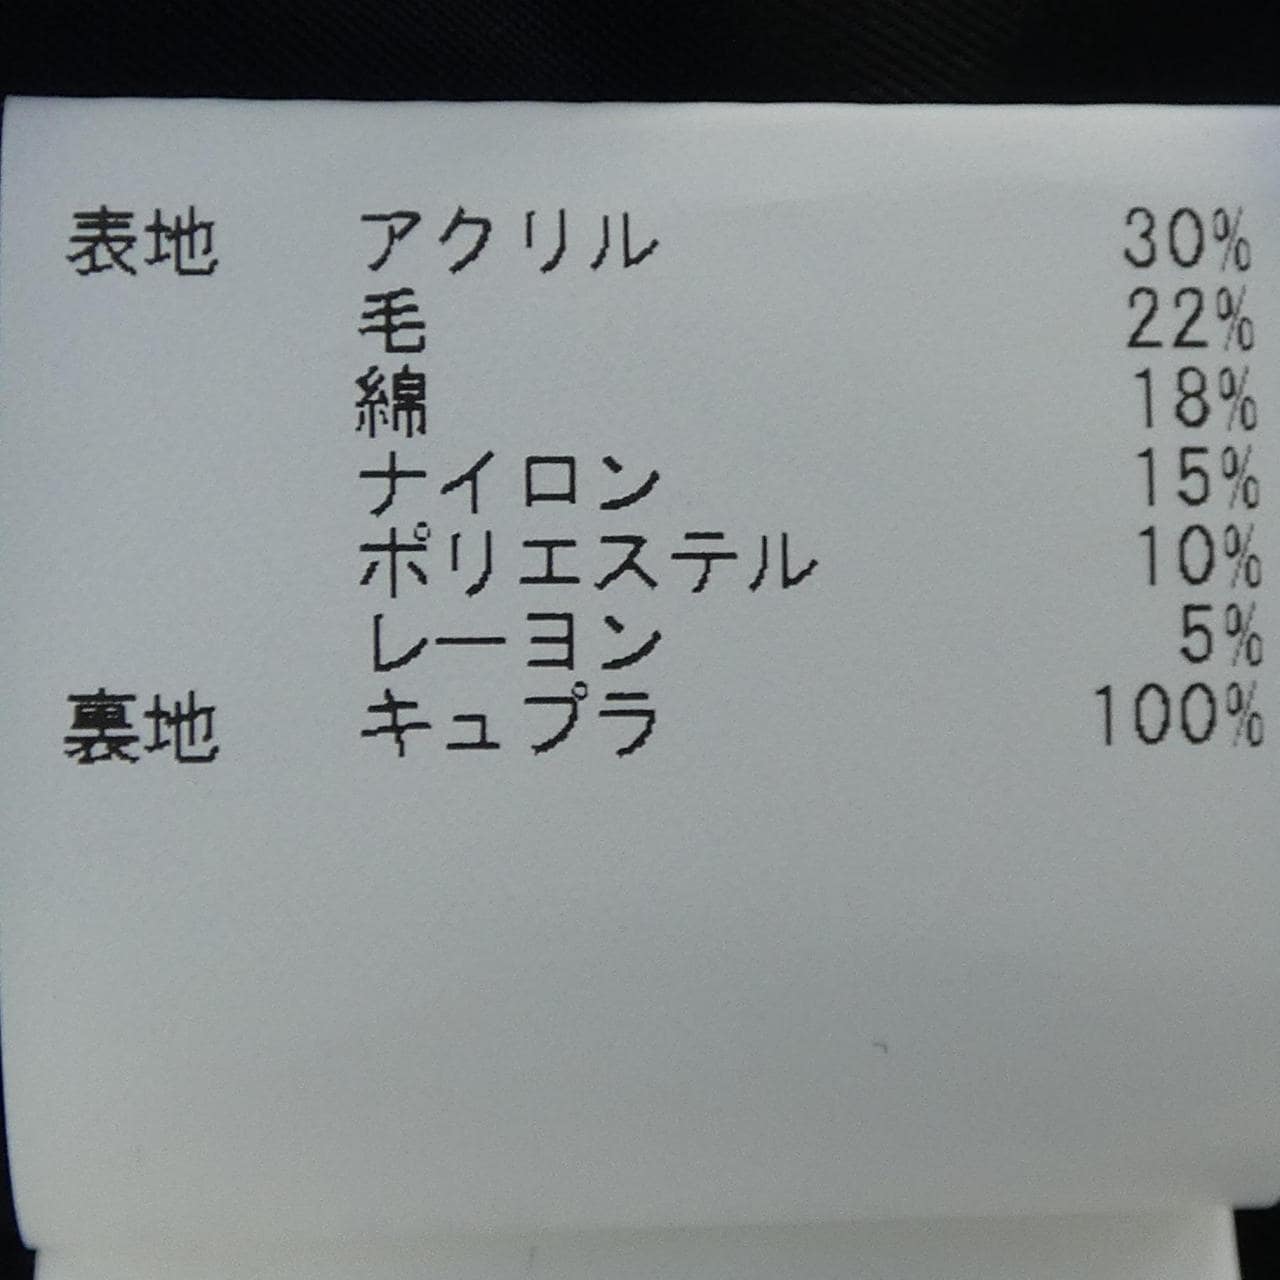 表地 アクリル 30%
毛 22%
綿 18%
ナイロン 15%
ポリエステル 10%
レーヨン 5%
裏地 キュプラ 100%